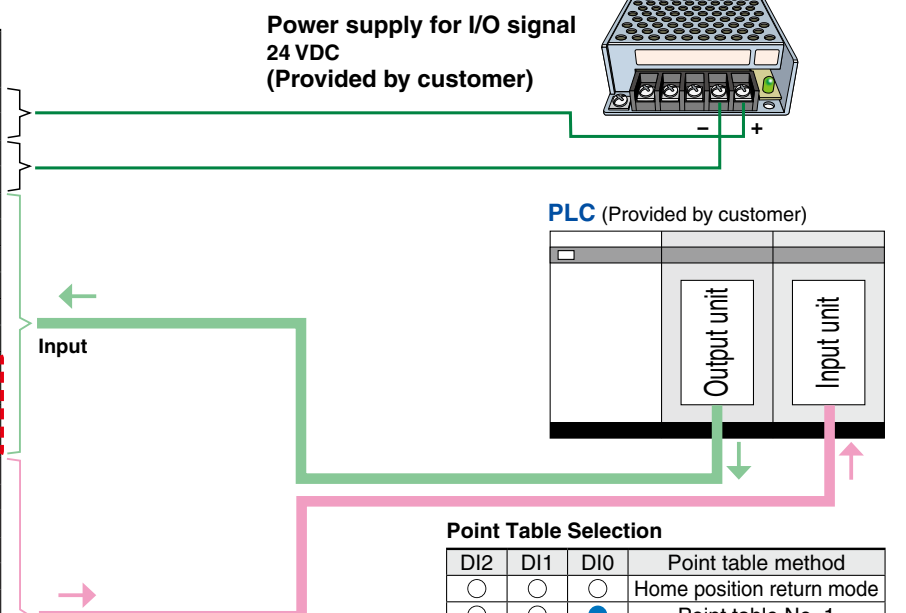 Power supply for I/O signal
24 VDC
(Provided by customer)
− +
PLC (Provided by customer)
Output unit
Input unit
Input
Point Table Selection
DI2 DI1 DI0 Point table method
Home position return mode
Point table No. 1